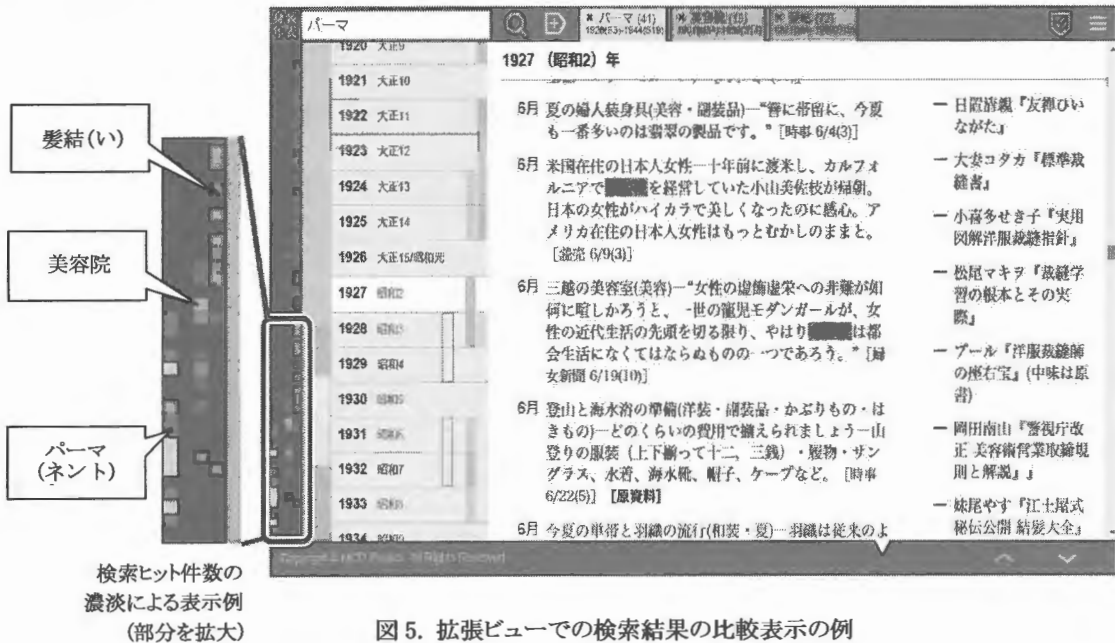 パーマ
パーマ (41)
1927 (昭和2) 年
1920 大正9
1921 大正10
1922 大正11
1923 大正12
1924 大正13
1925 大正14
1926 大正15/昭和元
1927 昭和2
1928 昭和3
1929 昭和4
1930 昭和5
1931 昭和6
1932 昭和7
1933
1934
6月 夏の婦人装身具(美容・副装品)―“簪に帯留に、今夏
も一番多いのは翡翠の製品です。”[時事 6/4(3)]
6月 米国在住の日本人女性―十年前に渡米し、カルフォ
ルニアで を経営していた小山美佐枝が帰朝。
日本の女性がハイカラで美しくなったのに感心。ア
メリカ在住の日本人女性はもっとむかしのままと。
[読売 6/9(3)]
6月 三越の美容室(美容)―“女性の虚飾虚栄への非難が如
何に喧しかろうと、一世の寵児モダンガールが、女
性の近代生活の先頭を切る限り、やはり は都
会生活になくてはならぬものの一つであろう。”[婦
女新聞 6/19(10)]
6月 登山と海水浴の準備(洋装・副装品・かぶりもの・は
きもの)―どのくらいの費用で揃えられましょう―山
登りの服装(上下揃って十二、三銭)・履物・サン
グラス、水着、海水靴、帽子、ケープなど。 [時事
6/22(5)] 【原資料】
6月 今夏の単帯と羽織の流行(和装・夏)―羽織は従来のよ
― 日置清親『友禅ひい
ながた』
― 大妻コタカ『標準裁
縫書』
― 小喜多せき子『実用
図解洋服裁縫指針』
― 松尾マキヲ『裁縫学
習の根本とその実
際』
― プール『洋服裁縫師
の座右宝』(中味は原
書)
― 岡田南山『警視庁改
正 美容術営業取締規
則と解説』』
― 妹尾やす『江土屋式
秘伝公開 結髪大全』
髪結(い)
美容院
パーマ
(ネント)
検索ヒット件数の
濃淡による表示例
(部分を拡大)
図 5. 拡張ビューでの検索結果の比較表示の例